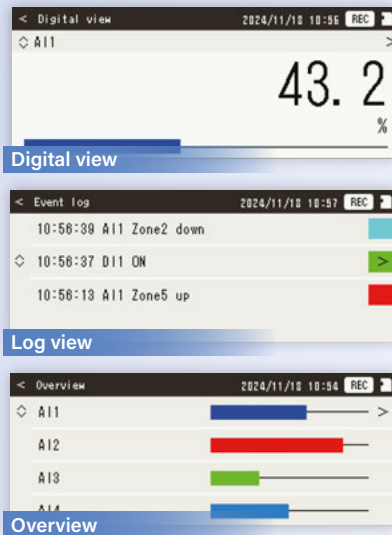 < Digital view 2024/11/18 10:56 REC
AI1 >
43.2
%
Digital view
< Event log 2024/11/18 10:57 REC
10:56:39 AI1 Zone2 down
10:56:37 DI1 ON >
10:56:13 AI1 Zone5 up
Log view
< Overview 2024/11/18 10:54 REC
AI1 >
AI2
AI3
AI4
Overview